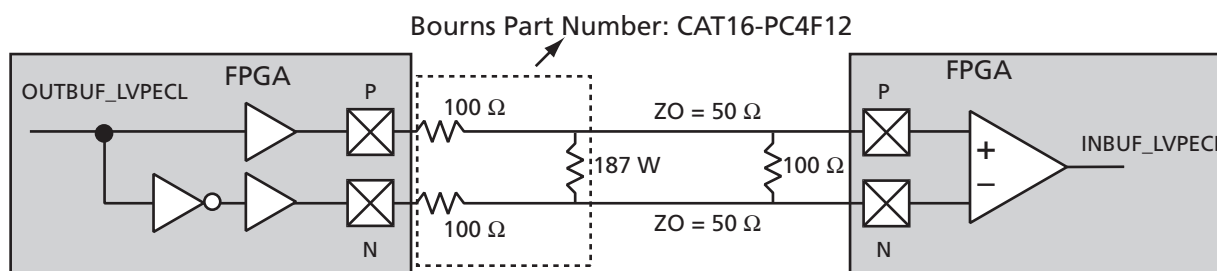 Bourns Part Number: CAT16-PC4F12
FPGA
OUTBUF_LVPECL
P
100 Ω
ZO = 50 Ω
187 W
100 Ω
100 Ω
ZO = 50 Ω
N
FPGA
P
+
−
INBUF_LVPECL
N